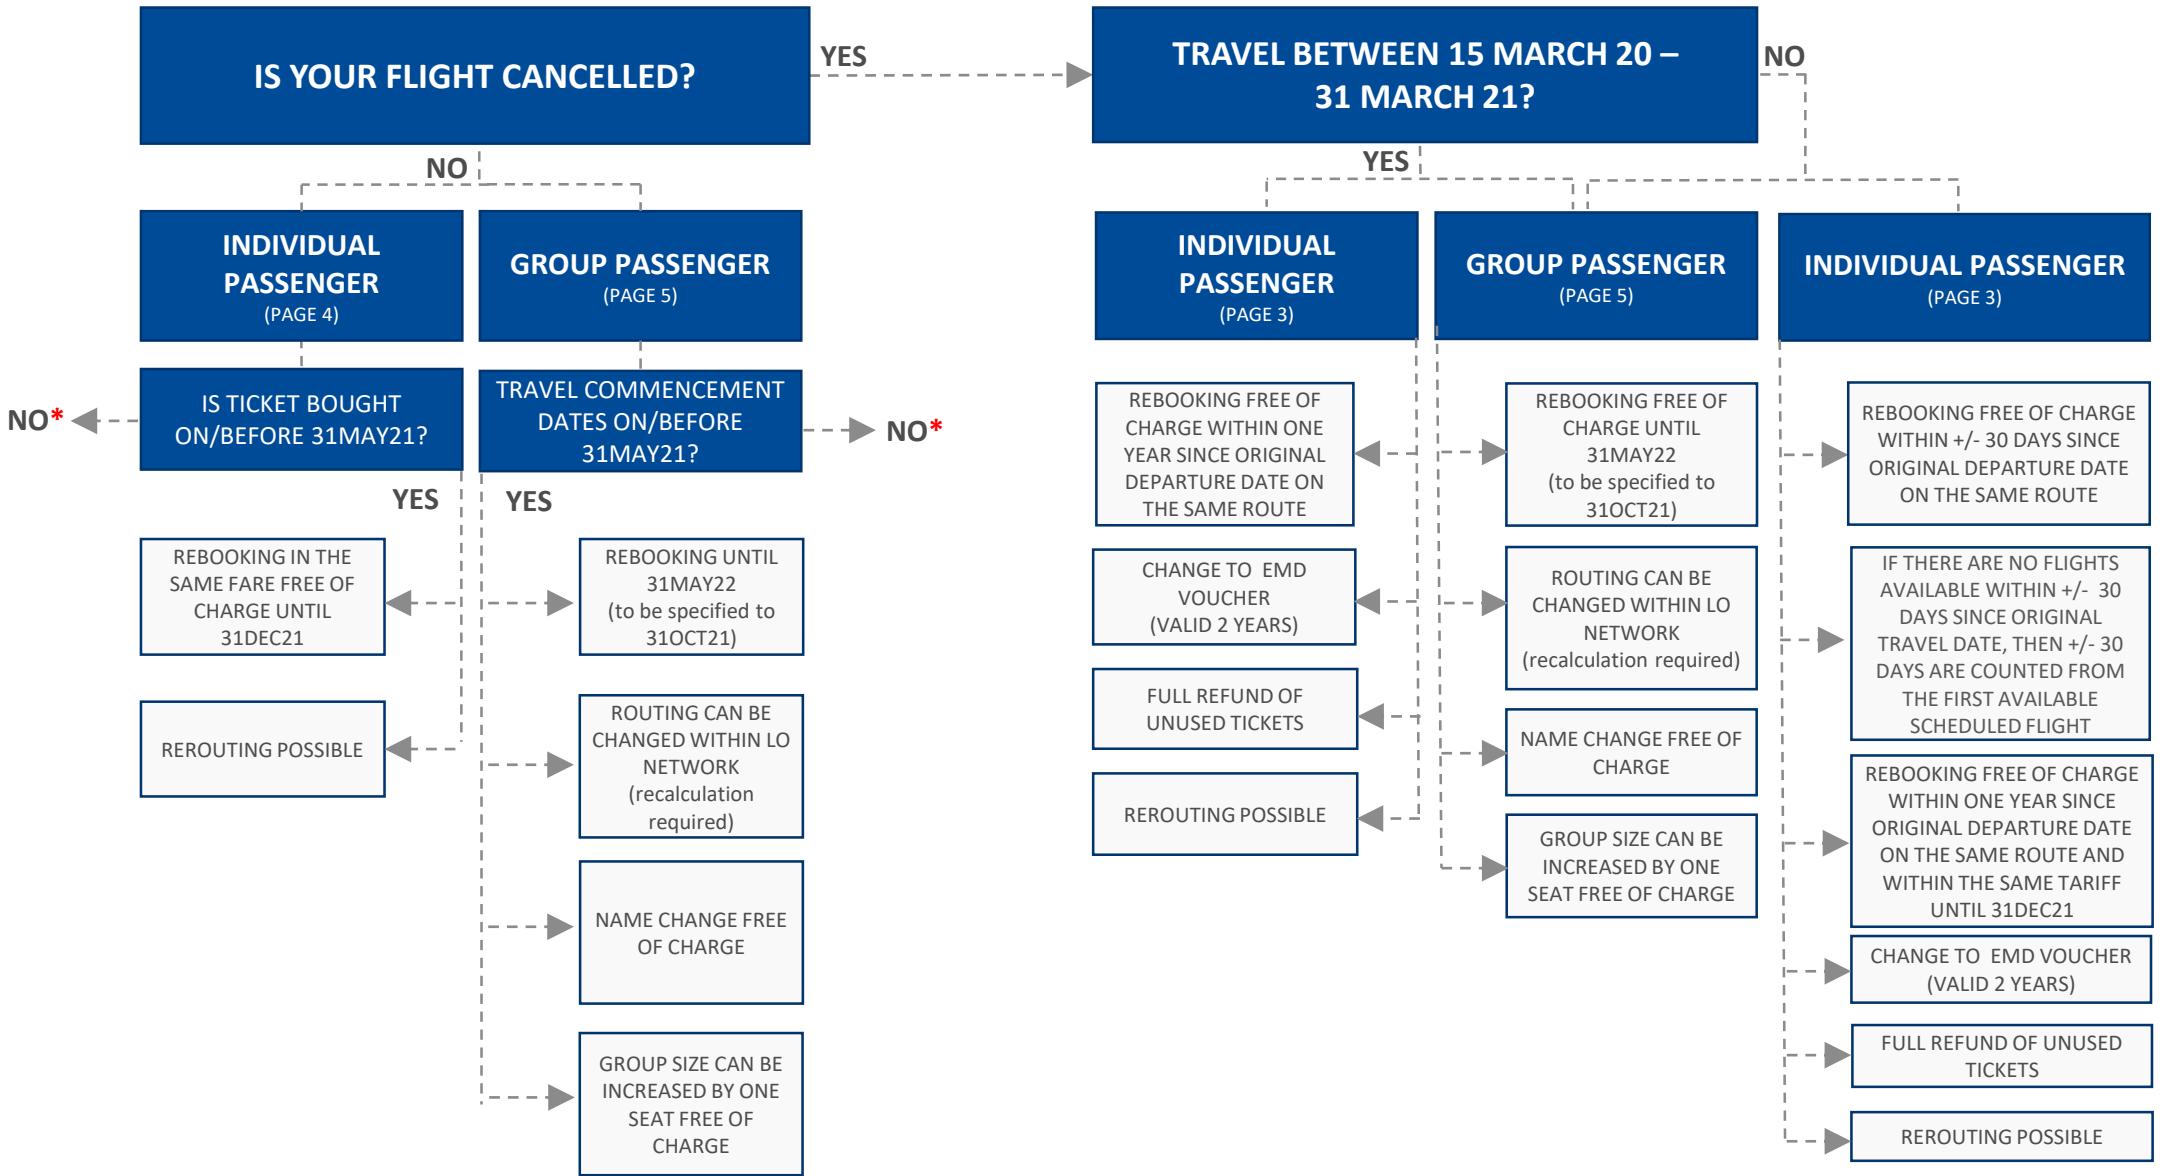 IS YOUR FLIGHT CANCELLED?
YES
TRAVEL BETWEEN 15 MARCH 20 –
31 MARCH 21?
NO
NO
YES
INDIVIDUAL
PASSENGER
(PAGE 4)
GROUP PASSENGER
(PAGE 5)
INDIVIDUAL
PASSENGER
(PAGE 3)
GROUP PASSENGER
(PAGE 5)
INDIVIDUAL PASSENGER
(PAGE 3)
NO*
IS TICKET BOUGHT
ON/BEFORE 31MAY21?
TRAVEL COMMENCEMENT
DATES ON/BEFORE
31MAY21?
NO*
YES
YES
REBOOKING IN THE
SAME FARE FREE OF
CHARGE UNTIL
31DEC21
REROUTING POSSIBLE
REBOOKING UNTIL
31MAY22
(to be specified to
31OCT21)
ROUTING CAN BE
CHANGED WITHIN LO
NETWORK
(recalculation
required)
NAME CHANGE FREE
OF CHARGE
GROUP SIZE CAN BE
INCREASED BY ONE
SEAT FREE OF
CHARGE
REBOOKING FREE OF
CHARGE WITHIN ONE
YEAR SINCE ORIGINAL
DEPARTURE DATE ON
THE SAME ROUTE
CHANGE TO EMD
VOUCHER
(VALID 2 YEARS)
FULL REFUND OF
UNUSED TICKETS
REROUTING POSSIBLE
REBOOKING FREE OF
CHARGE UNTIL
31MAY22
(to be specified to
31OCT21)
ROUTING CAN BE
CHANGED WITHIN LO
NETWORK
(recalculation required)
NAME CHANGE FREE OF
CHARGE
GROUP SIZE CAN BE
INCREASED BY ONE
SEAT FREE OF CHARGE
REBOOKING FREE OF CHARGE
WITHIN +/- 30 DAYS SINCE
ORIGINAL DEPARTURE DATE
ON THE SAME ROUTE
IF THERE ARE NO FLIGHTS
AVAILABLE WITHIN +/- 30
DAYS SINCE ORIGINAL
TRAVEL DATE, THEN +/- 30
DAYS ARE COUNTED FROM
THE FIRST AVAILABLE
SCHEDULED FLIGHT
REBOOKING FREE OF CHARGE
WITHIN ONE YEAR SINCE
ORIGINAL DEPARTURE DATE
ON THE SAME ROUTE AND
WITHIN THE SAME TARIFF
UNTIL 31DEC21
CHANGE TO EMD VOUCHER
(VALID 2 YEARS)
FULL REFUND OF UNUSED
TICKETS
REROUTING POSSIBLE